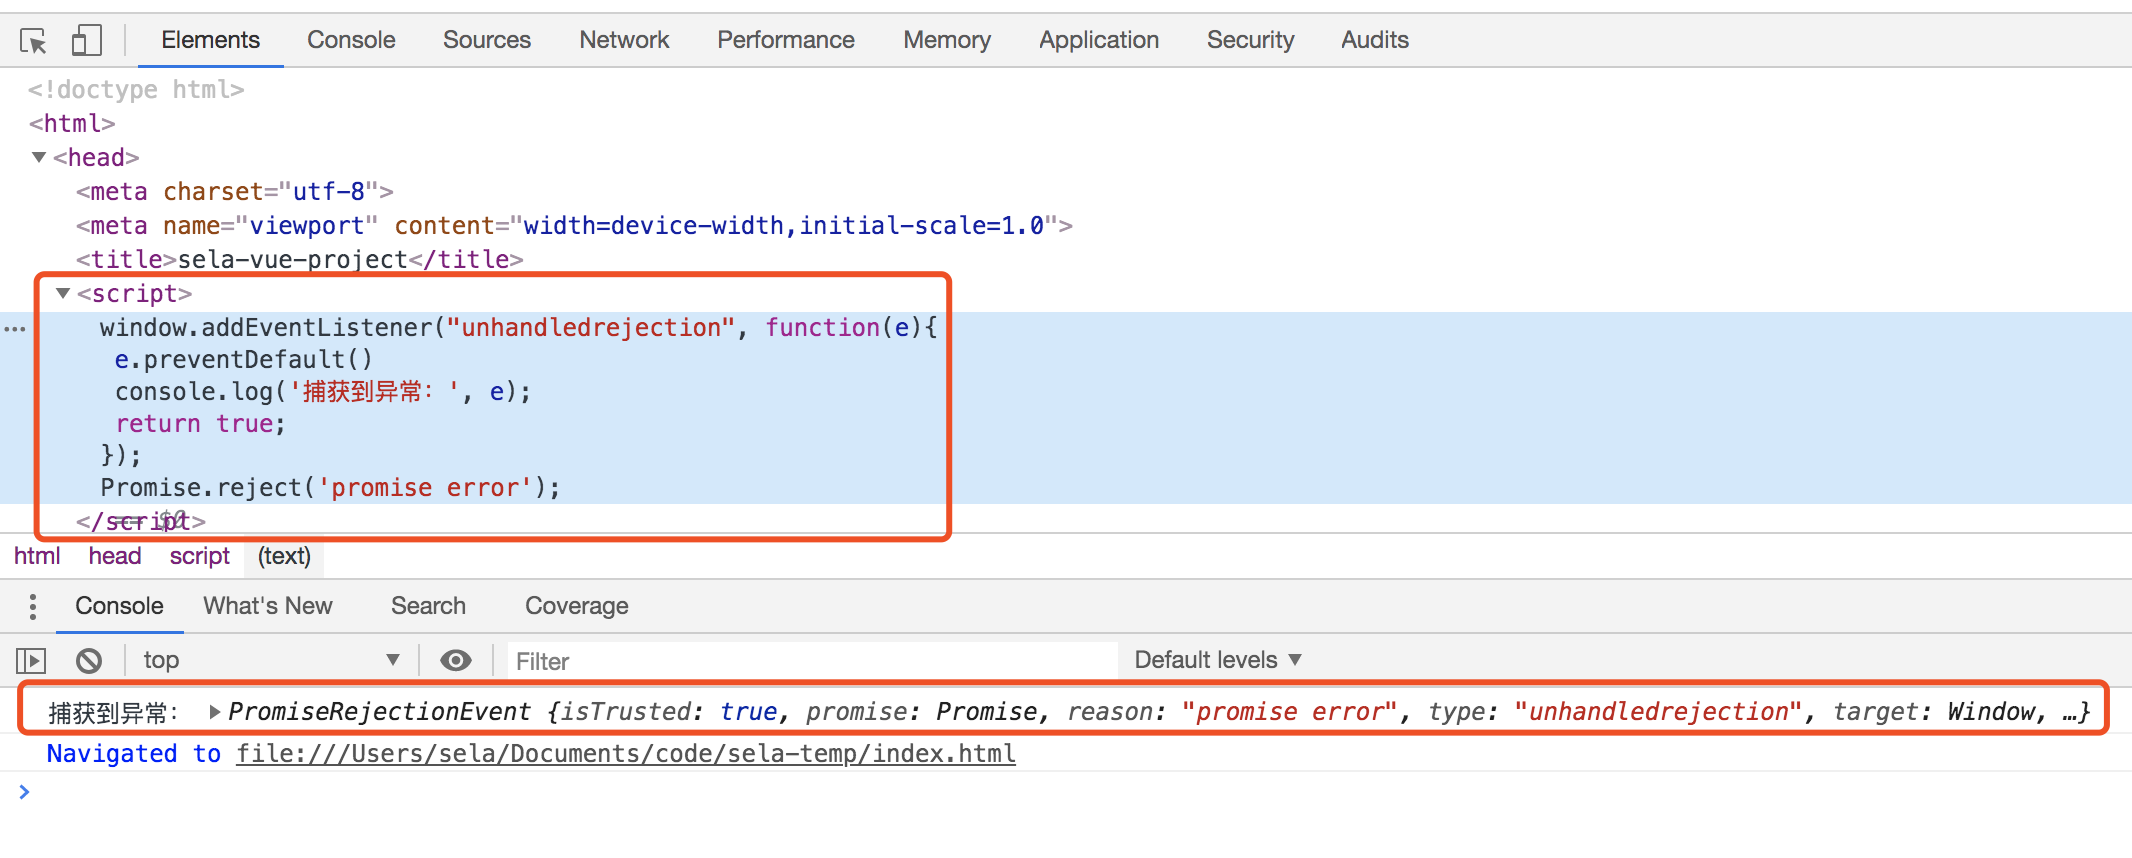 Elements Console Sources Network Performance Memory Application Security Audits
<!doctype html>
<html>
▼<head>
<meta charset="utf-8">
<meta name="viewport" content="width=device-width,initial-scale=1.0">
<title>sela-vue-project</title>
▼<script>
window.addEventListener("unhandledrejection", function(e){
e.preventDefault()
console.log('捕获到异常：', e);
return true;
});
Promise.reject('promise error');
</script> == $0
html head script (text)
Console What's New Search Coverage
top ▼ Filter Default levels ▼
捕获到异常： ▶PromiseRejectionEvent {isTrusted: true, promise: Promise, reason: "promise error", type: "unhandledrejection", target: Window, …}
Navigated to file:///Users/sela/Documents/code/sela-temp/index.html
>